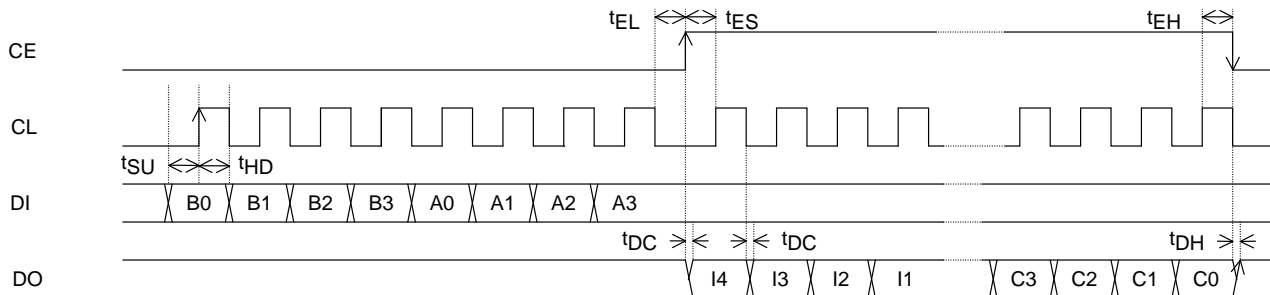 tEL tES tEH
CE
CL
tSU tHD
DI B0 B1 B2 B3 A0 A1 A2 A3
tDC tDC tDH
DO I4 I3 I2 I1 C3 C2 C1 C0